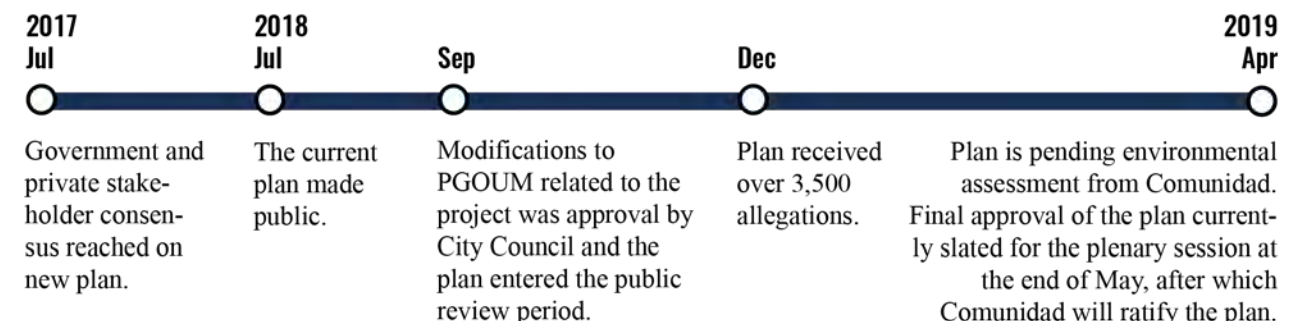 2017
Jul
Government and
private stake-
holder consen-
sus reached on
new plan.
2018
Jul
The current
plan made
public.
Sep
Modifications to
PGOUM related to the
project was approval by
City Council and the
plan entered the public
review period.
Dec
Plan received
over 3,500
allegations.
2019
Apr
Plan is pending environmental
assessment from Comunidad.
Final approval of the plan current-
ly slated for the plenary session at
the end of May, after which
Comunidad will ratify the plan.